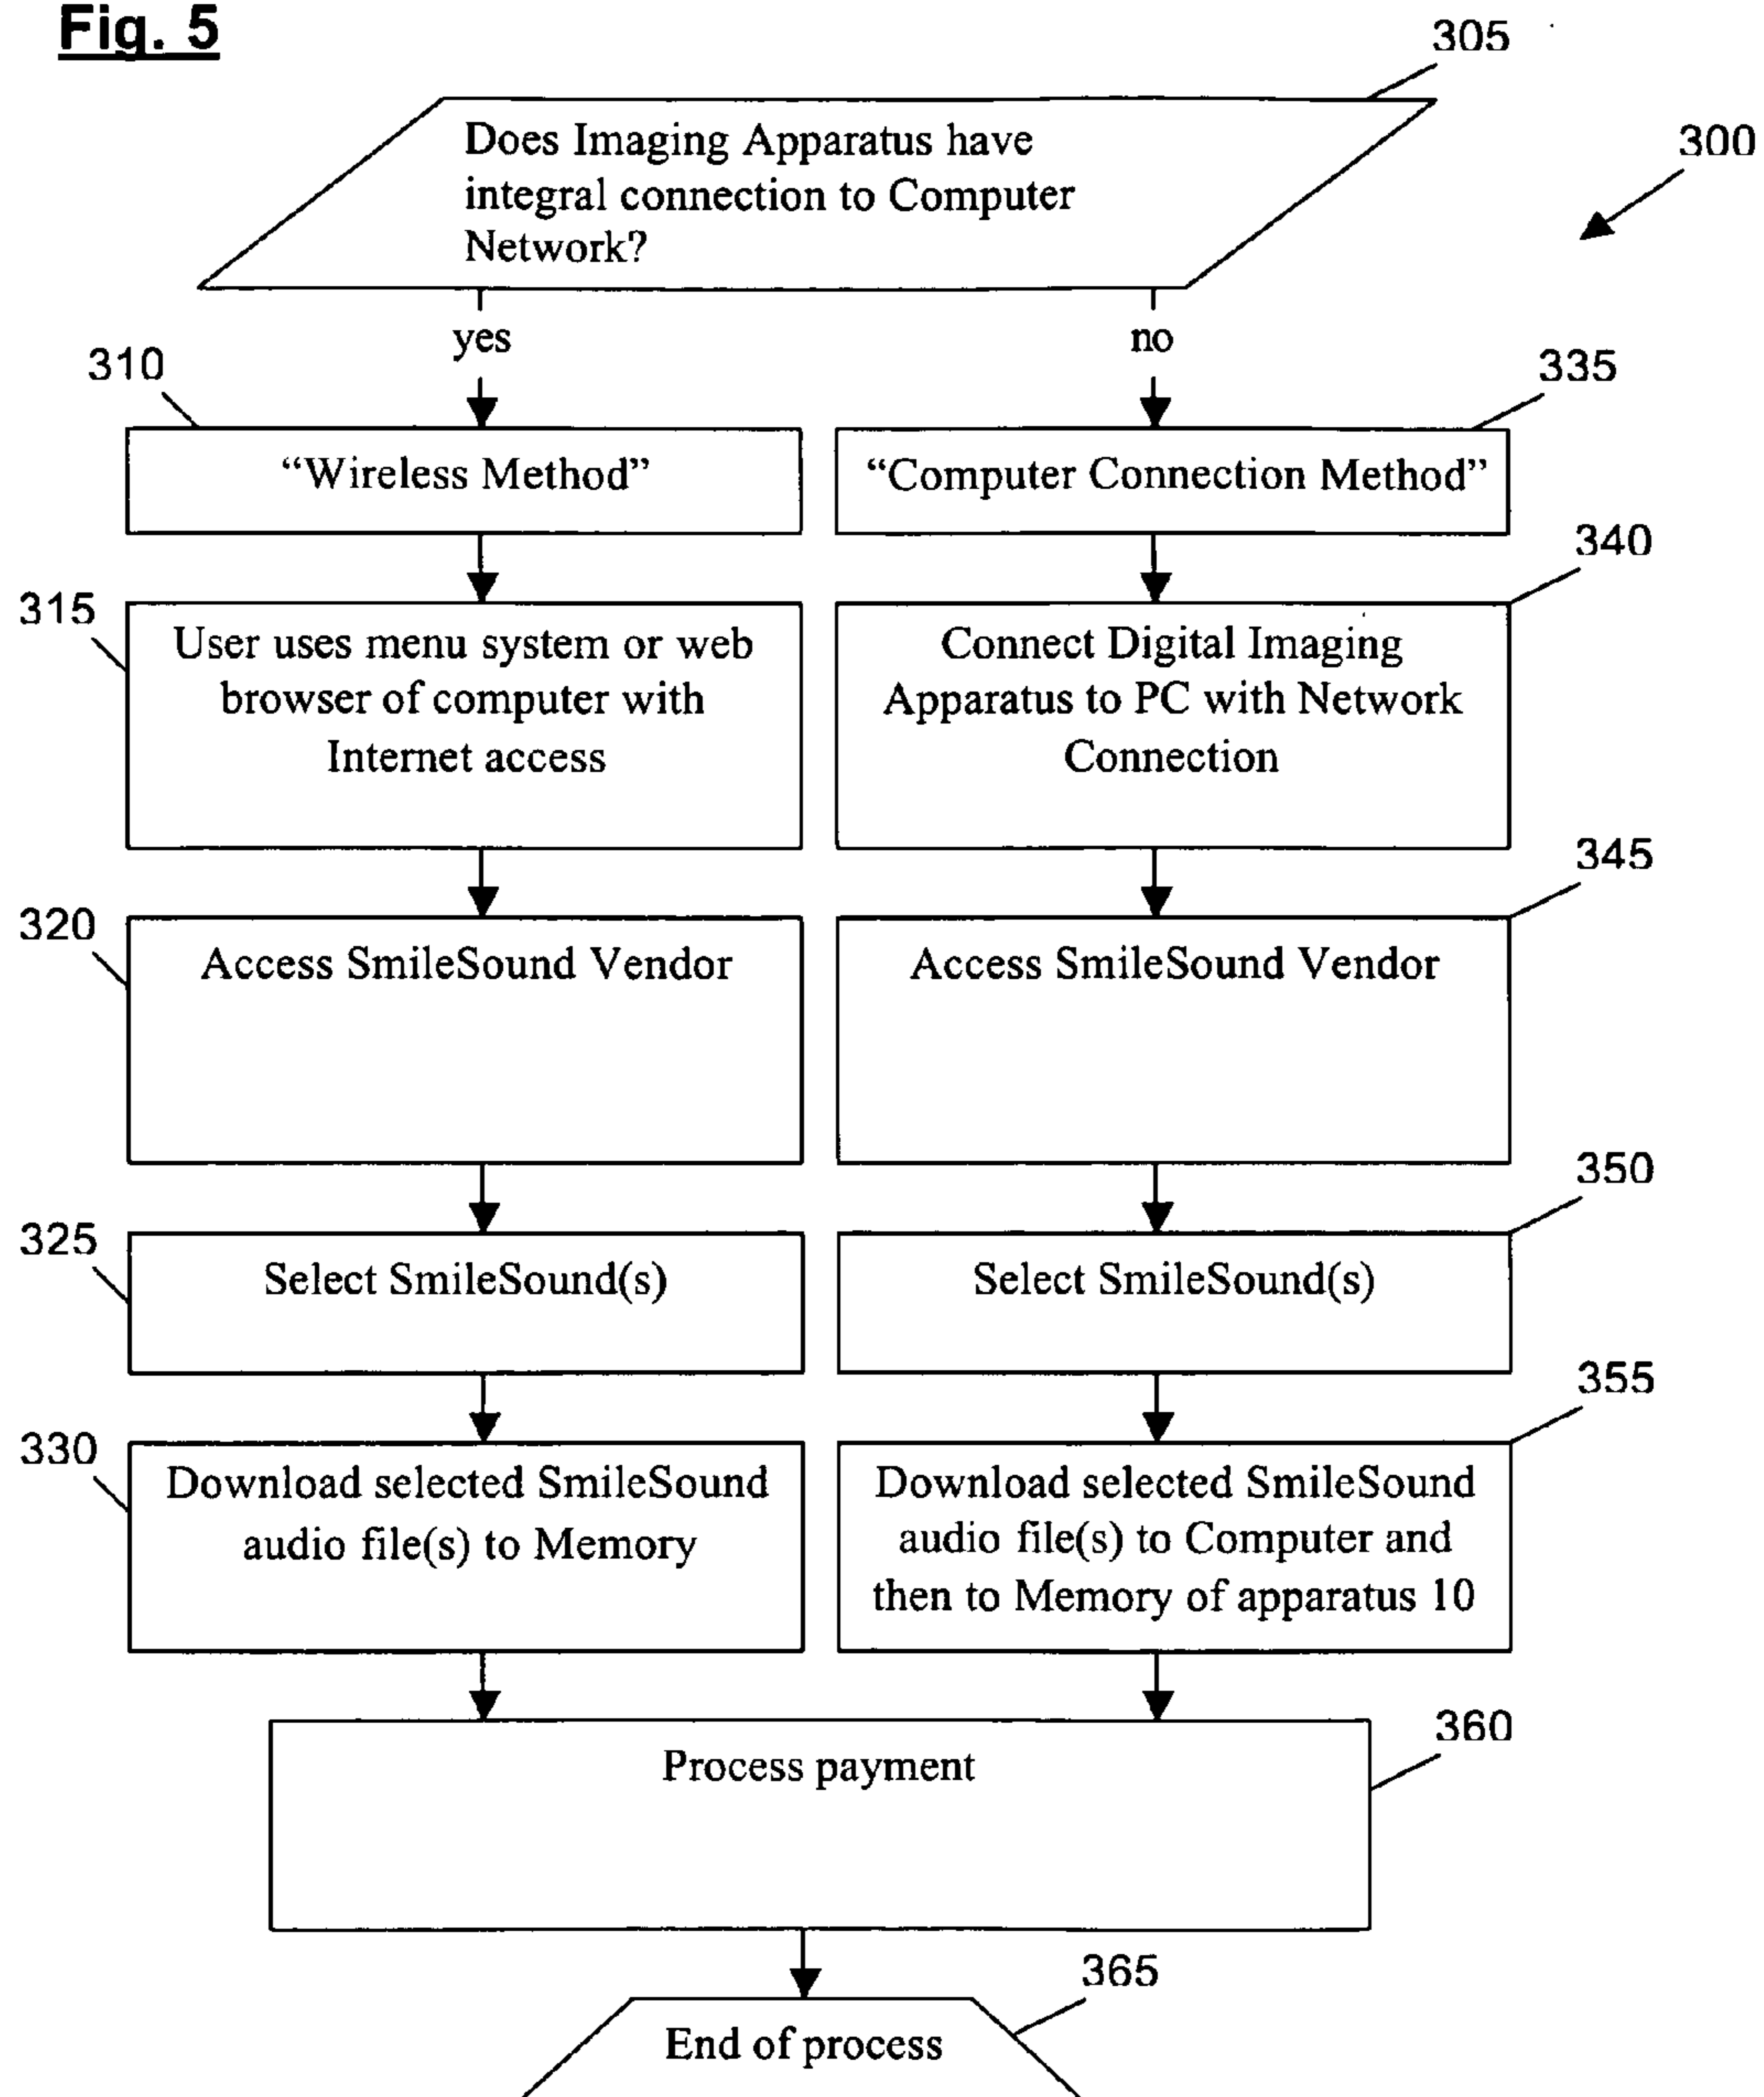 Fig. 5
305
300
Does Imaging Apparatus have
integral connection to Computer
Network?
yes
no
310
335
“Wireless Method”
“Computer Connection Method”
315
340
User uses menu system or web
browser of computer with
Internet access
Connect Digital Imaging
Apparatus to PC with Network
Connection
320
345
Access SmileSound Vendor
Access SmileSound Vendor
325
350
Select SmileSound(s)
Select SmileSound(s)
330
355
Download selected SmileSound
audio file(s) to Memory
Download selected SmileSound
audio file(s) to Computer and
then to Memory of apparatus 10
360
Process payment
365
End of process